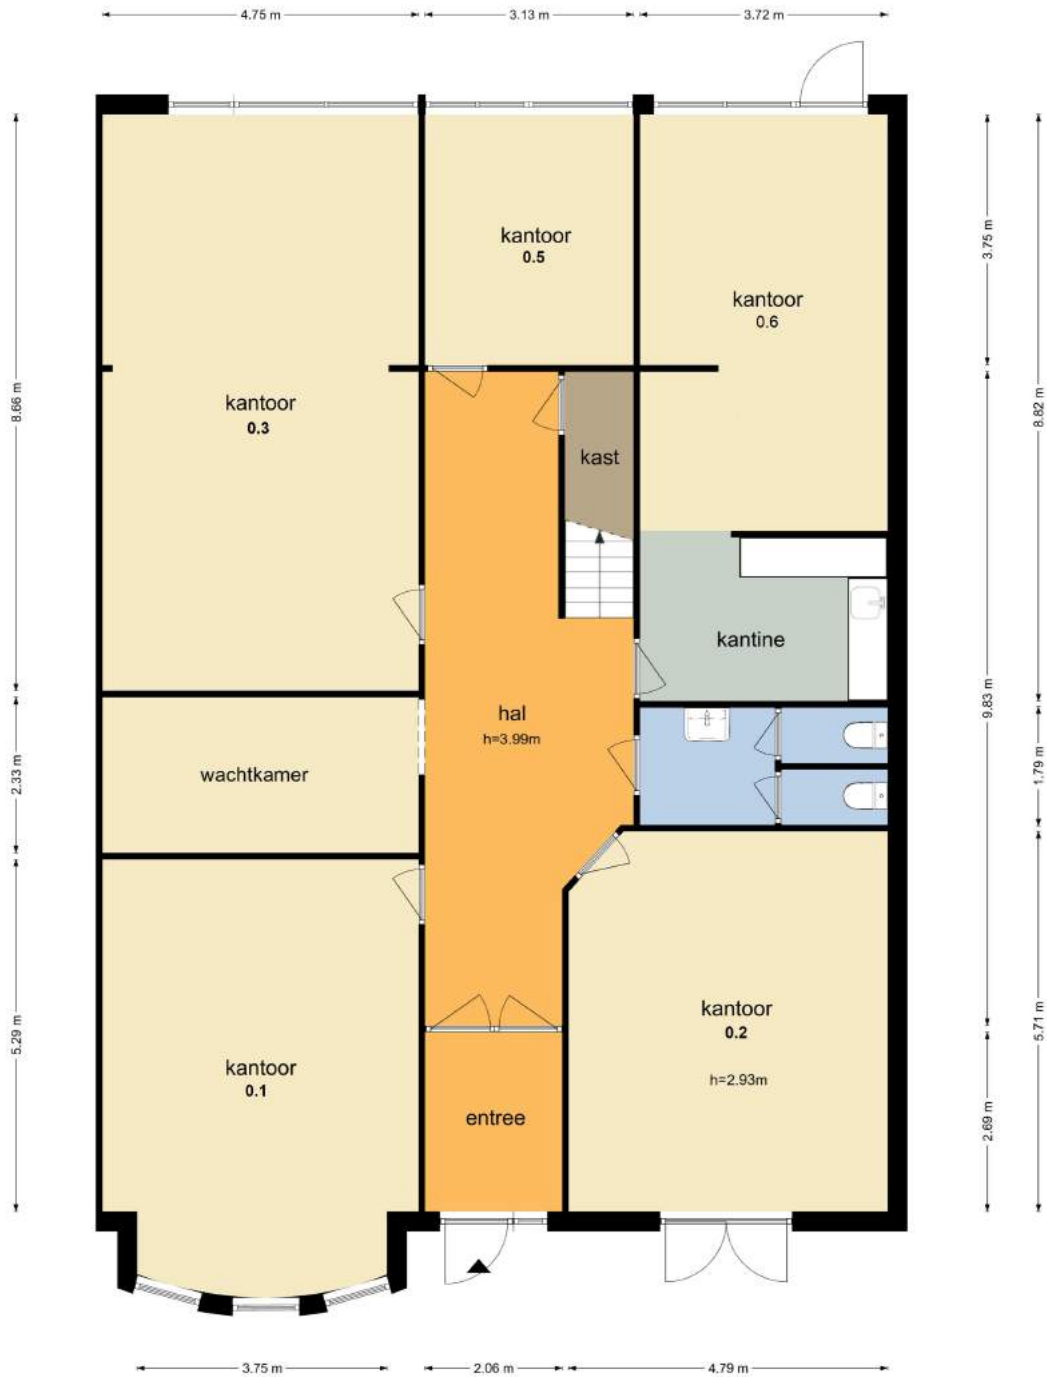 4.75 m
3.13 m
3.72 m
kantoor
0.5
3.75 m
kantoor
0.6
8.66 m
kantoor
0.3
8.82 m
kast
kantine
9.83 m
hal
h=3.99m
wachtkamer
2.33 m
1.79 m
kantoor
0.2
h=2.93m
5.29 m
kantoor
0.1
5.71 m
entree
2.69 m
3.75 m
2.06 m
4.79 m